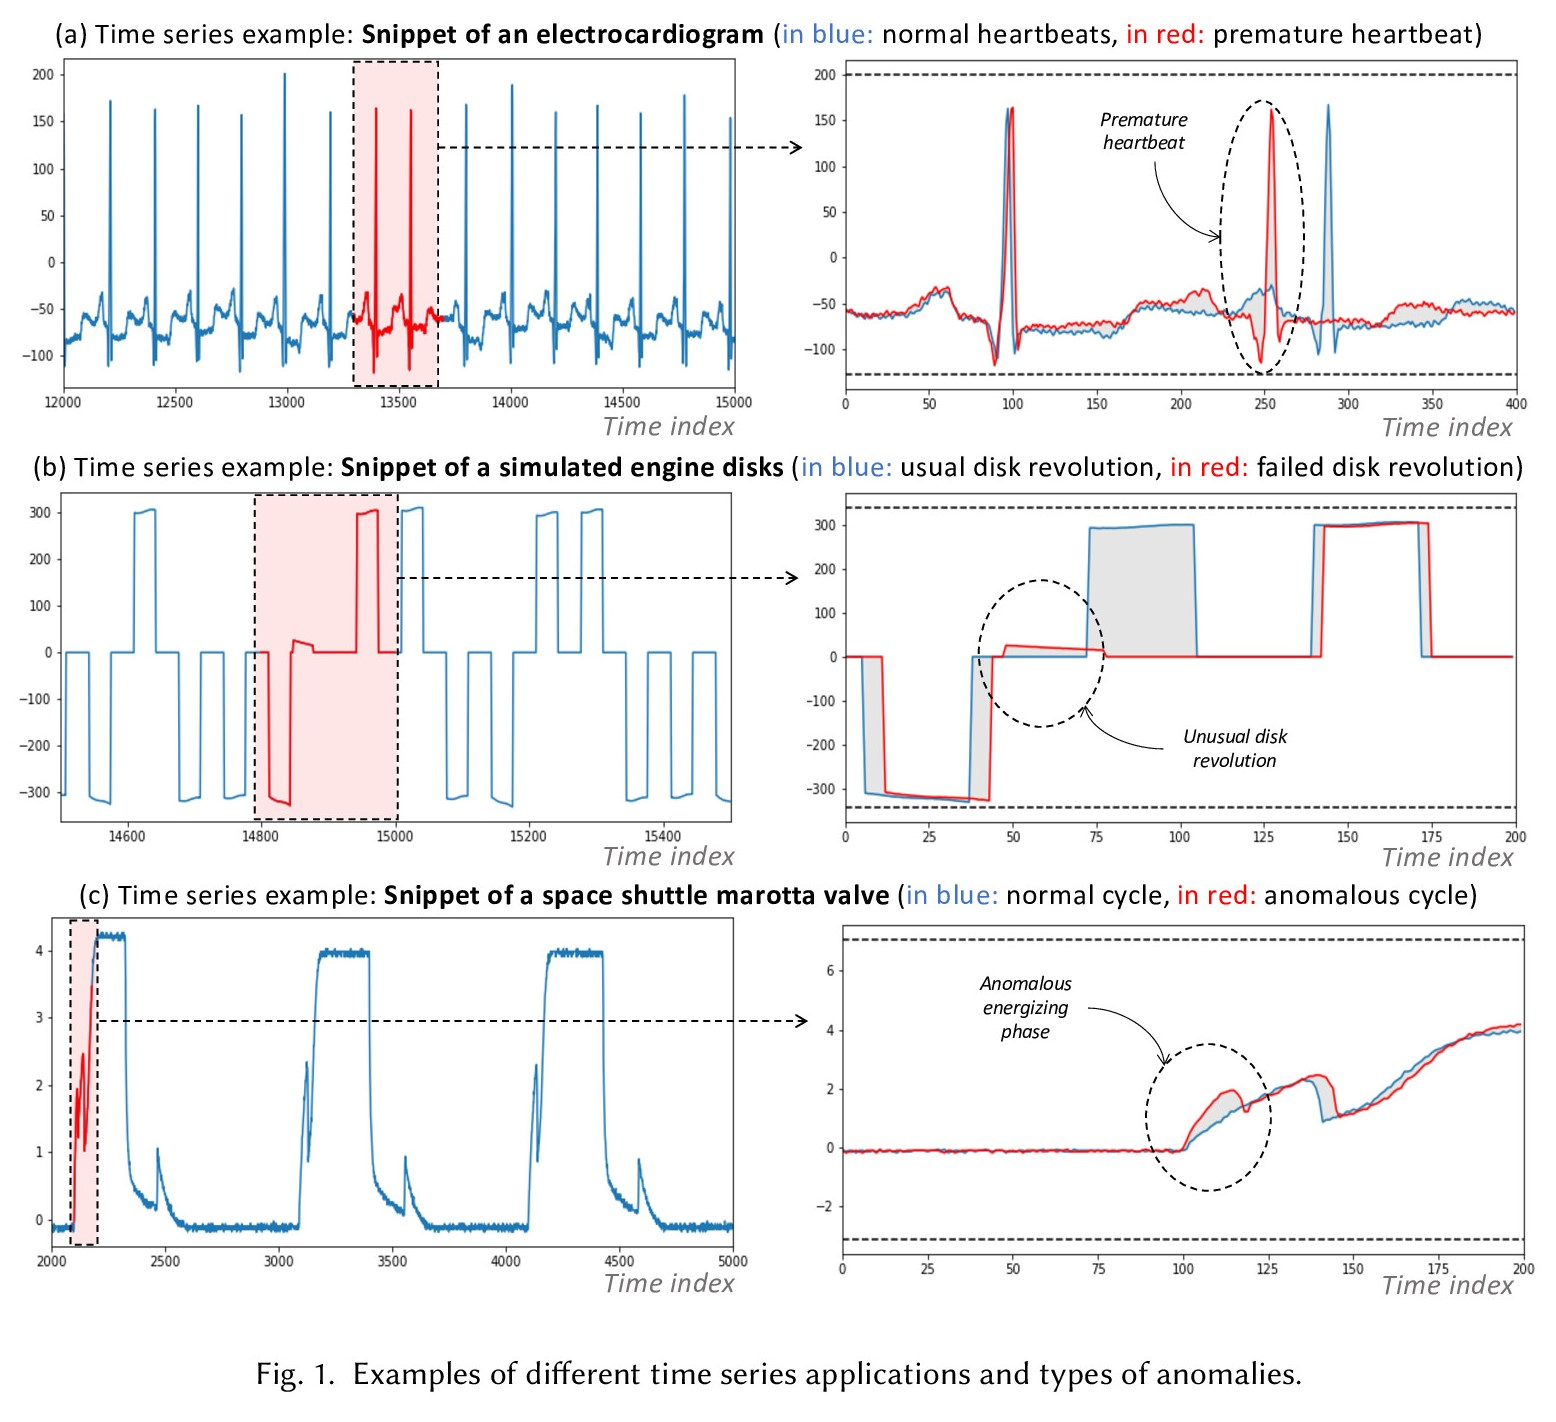 (a) Time series example: Snippet of an electrocardiogram (in blue: normal heartbeats, in red: premature heartbeat)
200
150
100
50
0
−50
−100
12000 12500 13000 13500 14000 14500 15000
Time index
200
150
100
50
0
−50
−100
Premature
heartbeat
0 50 100 150 200 250 300 350 400
Time index
(b) Time series example: Snippet of a simulated engine disks (in blue: usual disk revolution, in red: failed disk revolution)
300
200
100
0
−100
−200
−300
14600 14800 15000 15200 15400
Time index
300
200
100
0
−100
−200
−300
Unusual disk
revolution
0 25 50 75 100 125 150 175 200
Time index
(c) Time series example: Snippet of a space shuttle marotta valve (in blue: normal cycle, in red: anomalous cycle)
4
3
2
1
0
2000 2500 3000 3500 4000 4500 5000
Time index
6
4
2
0
−2
Anomalous
energizing
phase
0 25 50 75 100 125 150 175 200
Time index
Fig. 1. Examples of different time series applications and types of anomalies.